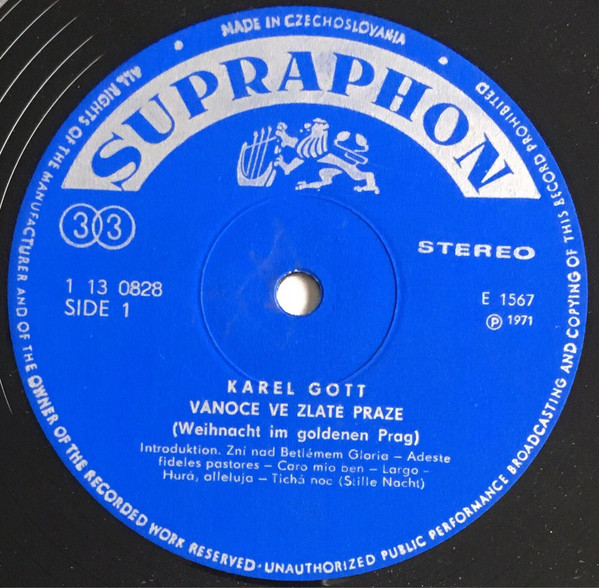 MADE IN CZECHOSLOVAKIA
ALL RIGHTS OF THE MANUFACTURER AND OF THE OWNER OF THE RECORDED WORK RESERVED · UNAUTHORIZED PUBLIC PERFORMANCE BROADCASTING AND COPYING OF THIS RECORD PROHIBITED
SUPRAPHON
33
STEREO
1 13 0828
SIDE 1
E 1567
Ⓟ 1971
KAREL GOTT
VÁNOCE VE ZLATÉ PRAZE
(Weihnacht im goldenen Prag)
Introduktion. Zní nad Betlémem Gloria – Adeste
fideles pastores – Caro mio ben – Largo –
Hurá, alleluja – Tichá noc (Stille Nacht)